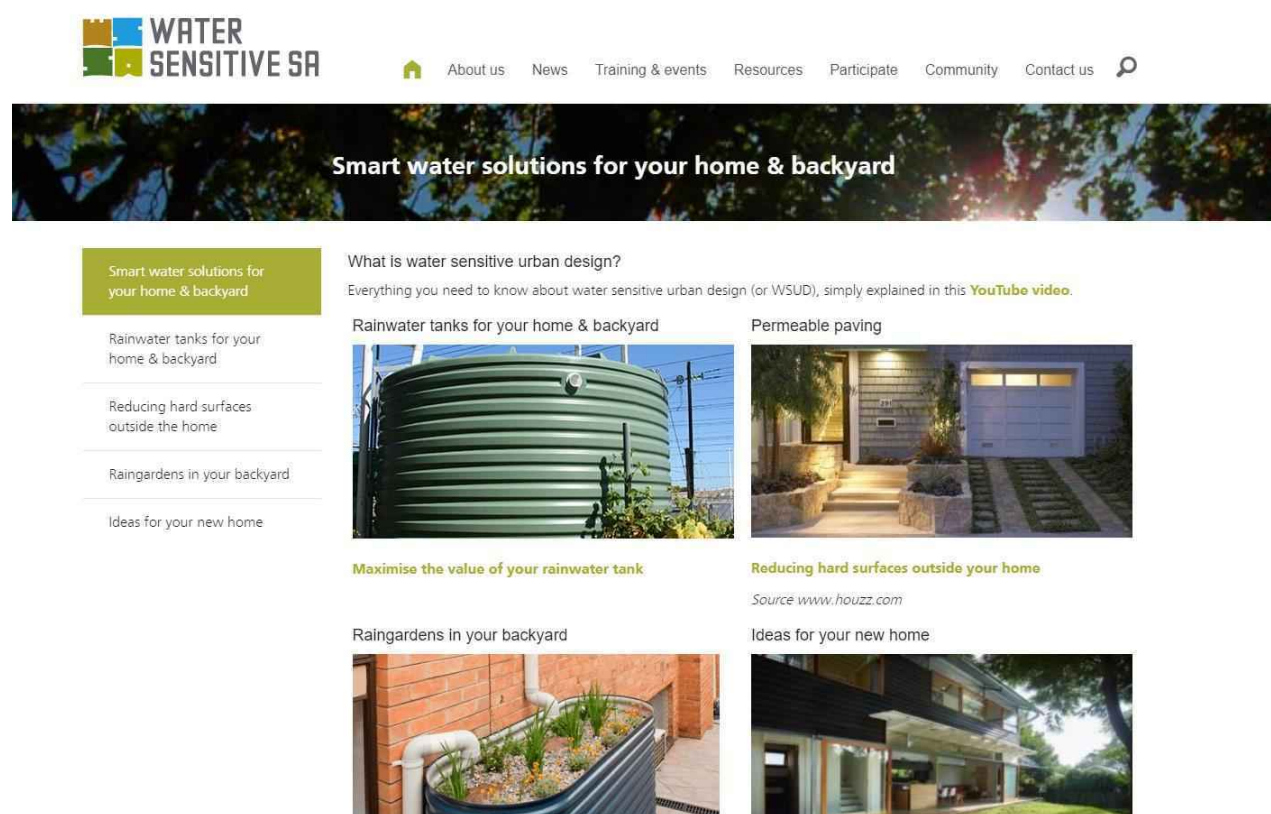 WATER
SENSITIVE SA
About us News Training & events Resources Participate Community Contact us
Smart water solutions for your home & backyard
Smart water solutions for
your home & backyard
Rainwater tanks for your
home & backyard
Reducing hard surfaces
outside the home
Raingardens in your backyard
Ideas for your new home
What is water sensitive urban design?
Everything you need to know about water sensitive urban design (or WSUD), simply explained in this YouTube video.
Rainwater tanks for your home & backyard
Maximise the value of your rainwater tank
Permeable paving
Reducing hard surfaces outside your home
Source www.houzz.com
Raingardens in your backyard
Ideas for your new home